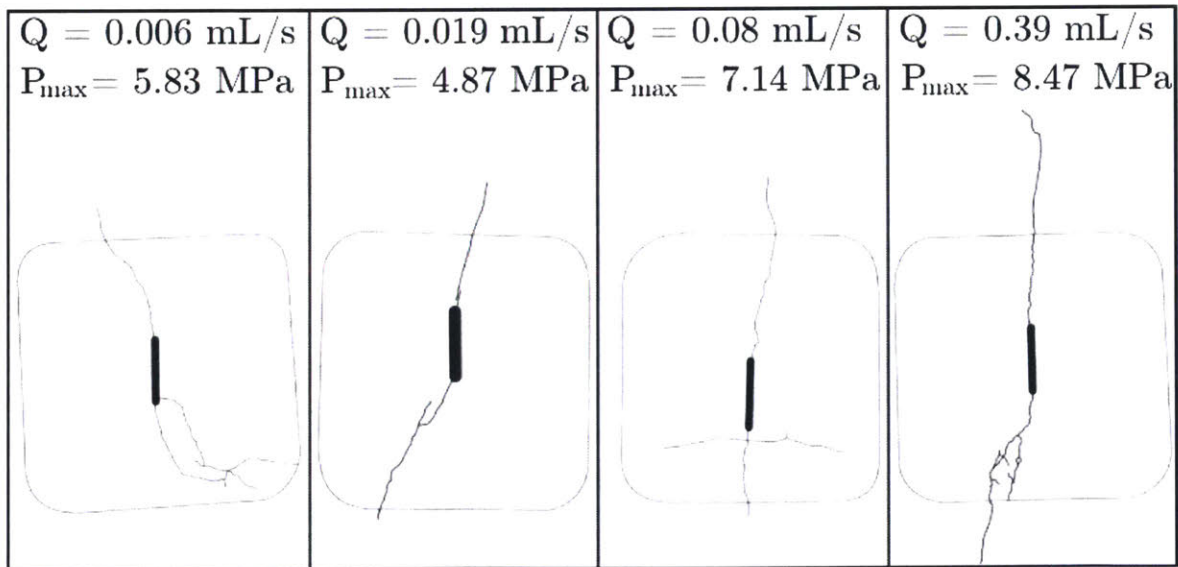 Q = 0.006 mL/s
P_max= 5.83 MPa
Q = 0.019 mL/s
P_max= 4.87 MPa
Q = 0.08 mL/s
P_max= 7.14 MPa
Q = 0.39 mL/s
P_max= 8.47 MPa